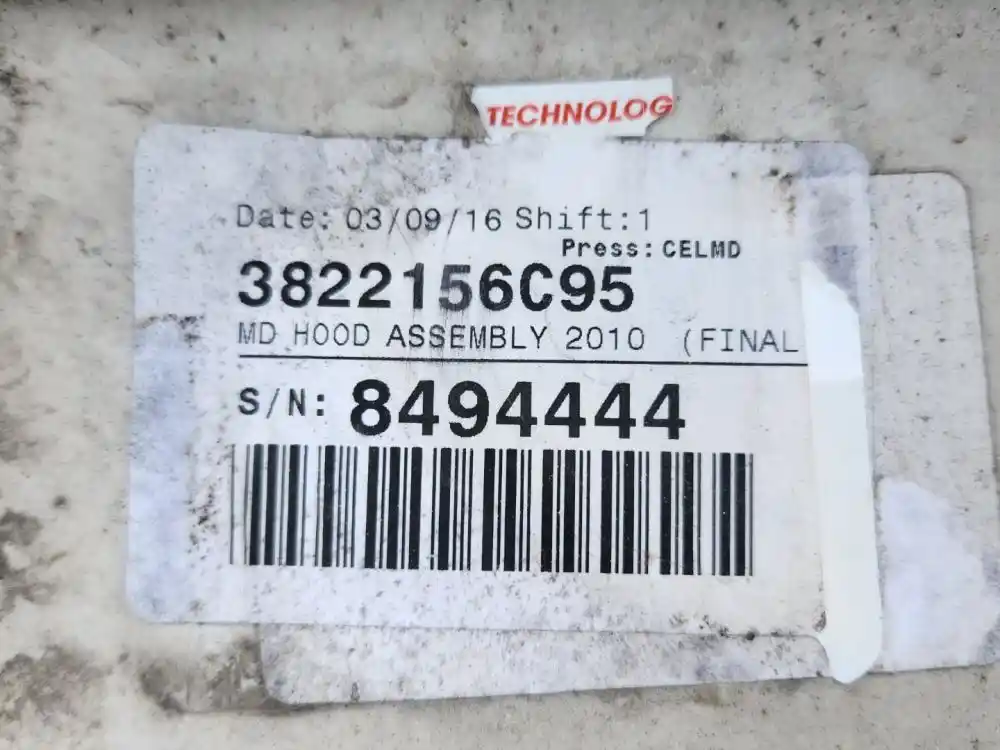 TECHNOLOG
Date: 03/09/16 Shift:1
Press: CELMD
3822156C95
MD HOOD ASSEMBLY 2010 (FINAL
S/N: 8494444